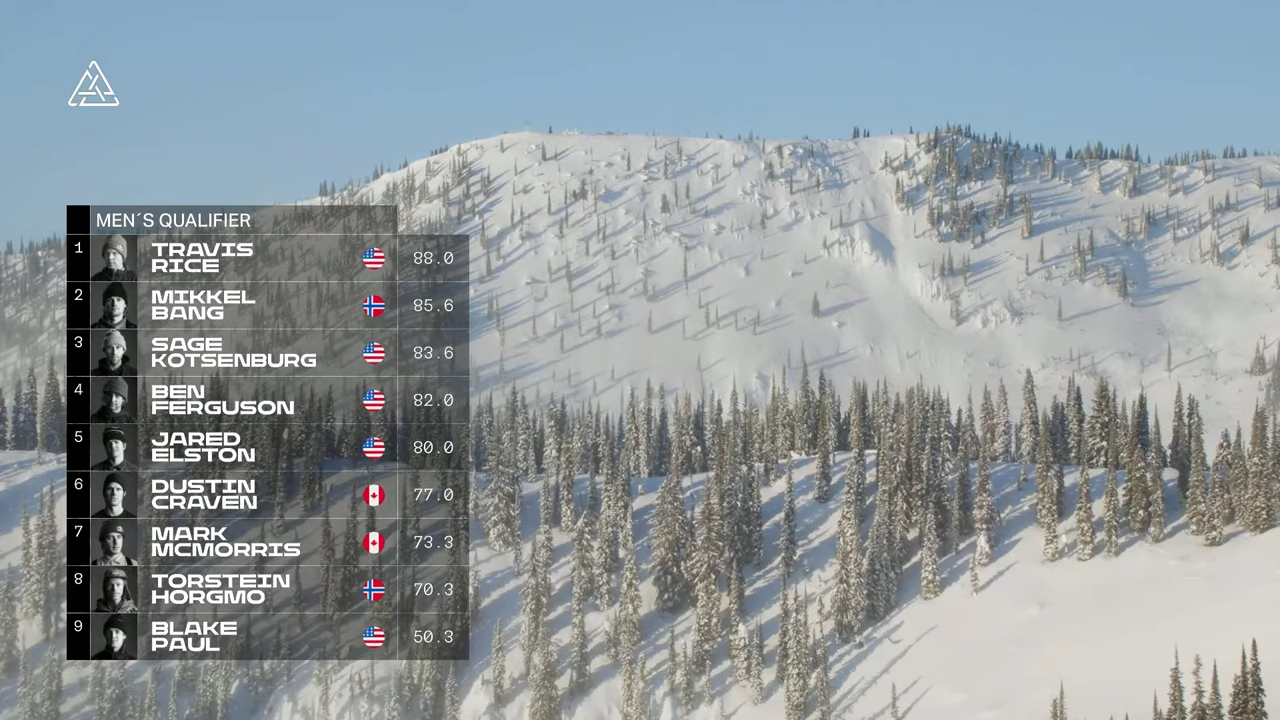 MEN´S QUALIFIER
1 TRAVIS RICE 88.0
2 MIKKEL BANG 85.6
3 SAGE KOTSENBURG 83.6
4 BEN FERGUSON 82.0
5 JARED ELSTON 80.0
6 DUSTIN CRAVEN 77.0
7 MARK MCMORRIS 73.3
8 TORSTEIN HORGMO 70.3
9 BLAKE PAUL 50.3